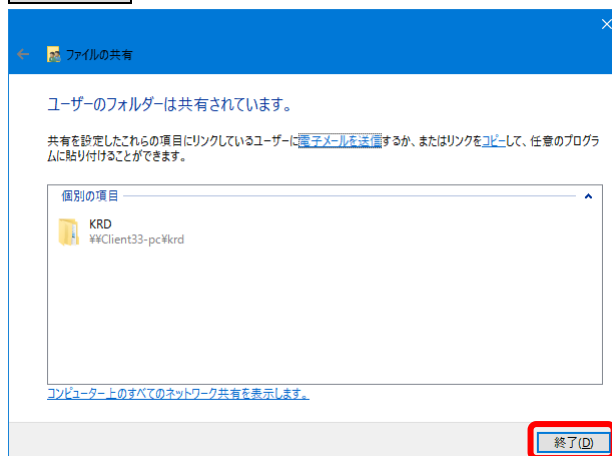 ファイルの共有
ユーザーのフォルダーは共有されています。
共有を設定したこれらの項目にリンクしているユーザーに電子メールを送信するか、またはリンクをコピーして、任意のプログラ
ムに貼り付けることができます。
個別の項目
KRD
¥¥Client33-pc¥krd
コンピューター上のすべてのネットワーク共有を表示します。
終了(D)